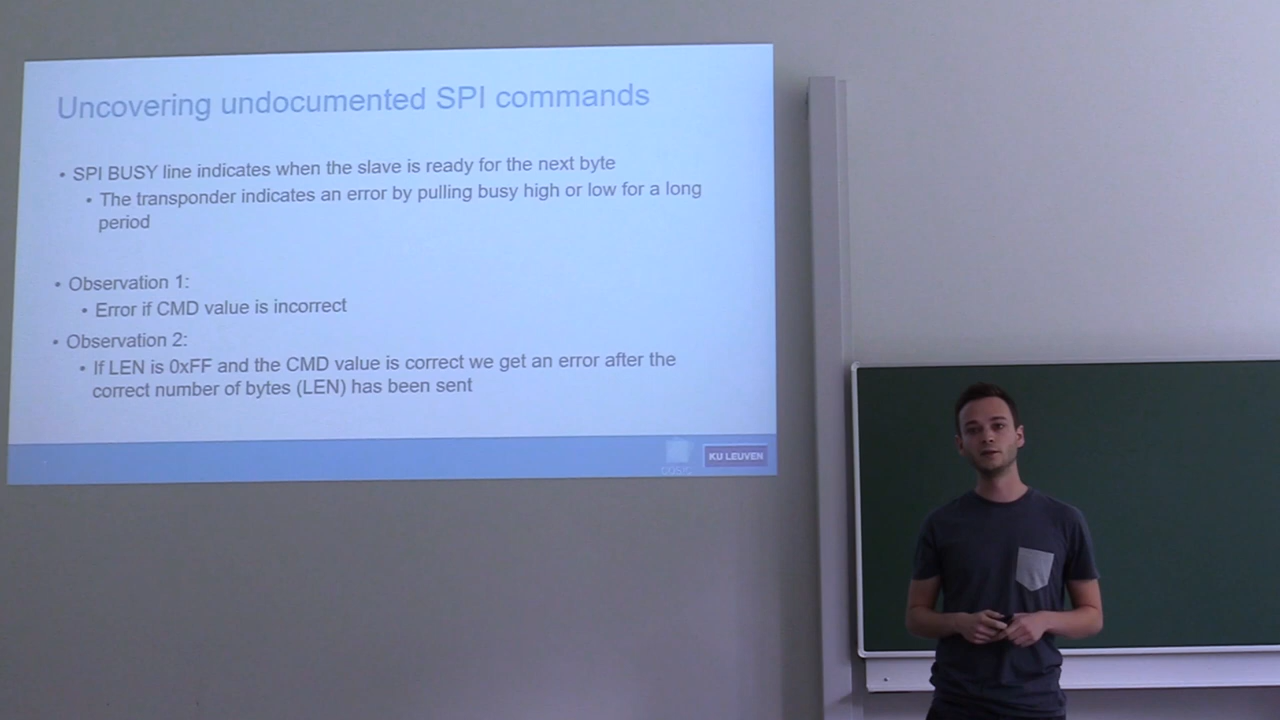 Uncovering undocumented SPI commands
• SPI BUSY line indicates when the slave is ready for the next byte
• The transponder indicates an error by pulling busy high or low for a long
period
• Observation 1:
• Error if CMD value is incorrect
• Observation 2:
• If LEN is 0xFF and the CMD value is correct we get an error after the
correct number of bytes (LEN) has been sent
COSIC
KU LEUVEN